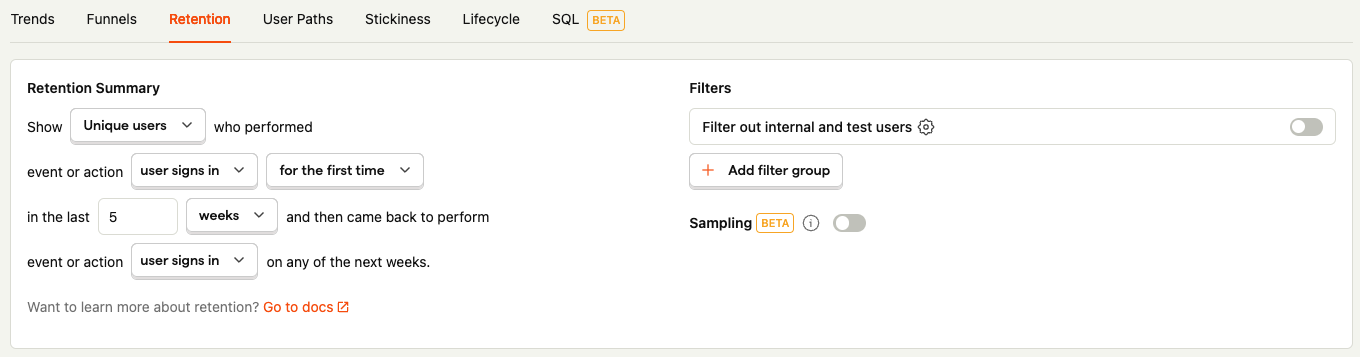 Trends Funnels Retention User Paths Stickiness Lifecycle SQL BETA
Retention Summary
Show Unique users who performed
event or action user signs in for the first time
in the last 5 weeks and then came back to perform
event or action user signs in on any of the next weeks.
Want to learn more about retention? Go to docs
Filters
Filter out internal and test users
Add filter group
Sampling BETA